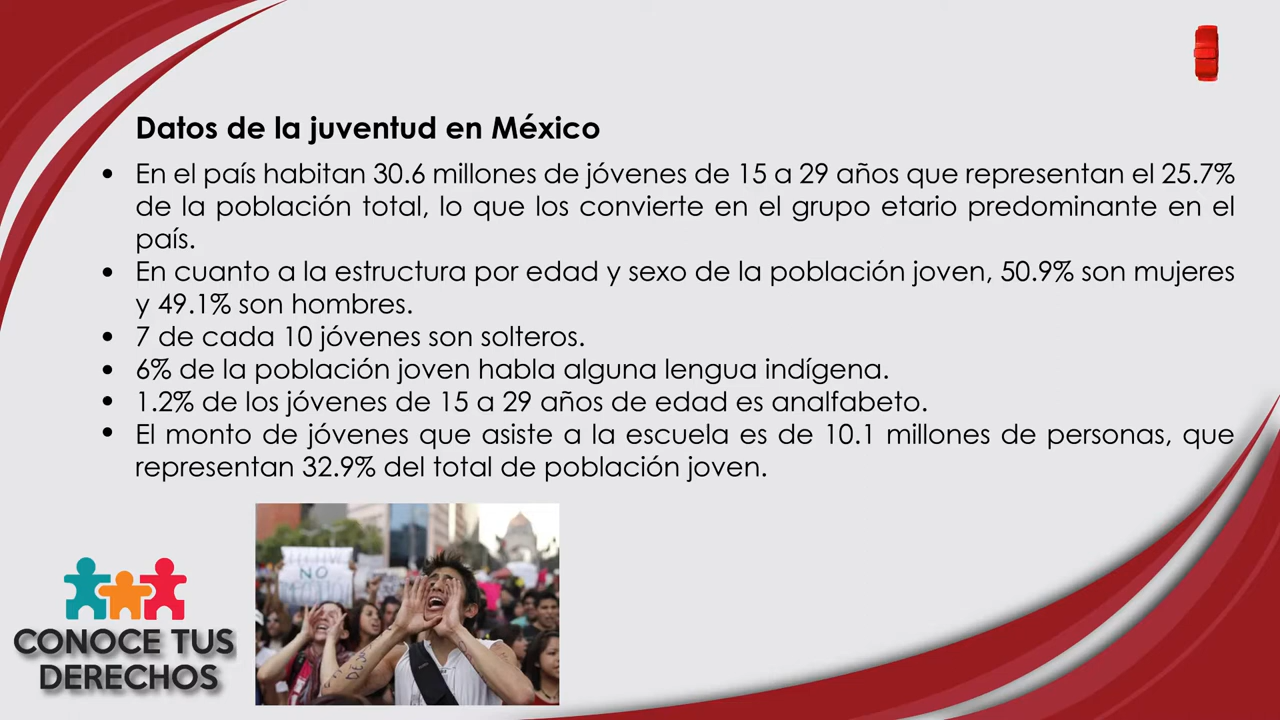 Datos de la juventud en México
• En el país habitan 30.6 millones de jóvenes de 15 a 29 años que representan el 25.7%
de la población total, lo que los convierte en el grupo etario predominante en el
país.
• En cuanto a la estructura por edad y sexo de la población joven, 50.9% son mujeres
y 49.1% son hombres.
• 7 de cada 10 jóvenes son solteros.
• 6% de la población joven habla alguna lengua indígena.
• 1.2% de los jóvenes de 15 a 29 años de edad es analfabeto.
• El monto de jóvenes que asiste a la escuela es de 10.1 millones de personas, que
representan 32.9% del total de población joven.
NO
CONOCE TUS
DERECHOS